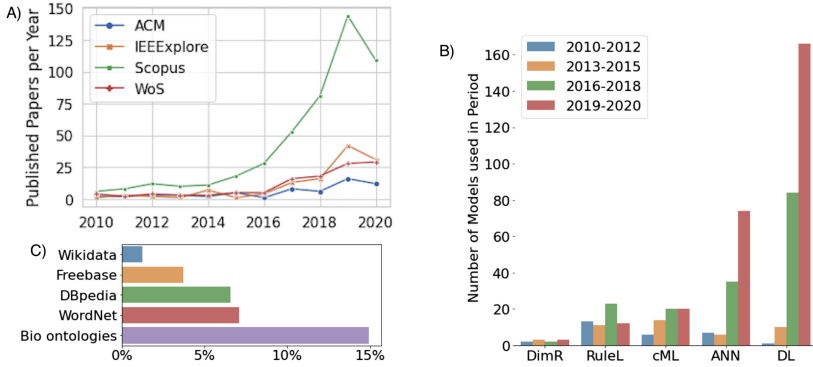 A)
Published Papers per Year
150
125
100
75
50
25
0
ACM
IEEExplore
Scopus
WoS
2010 2012 2014 2016 2018 2020
B)
Number of Models used in Period
160
140
120
100
80
60
40
20
0
2010-2012
2013-2015
2016-2018
2019-2020
DimR RuleL cML ANN DL
C)
Wikidata
Freebase
DBpedia
WordNet
Bio ontologies
0% 5% 10% 15%